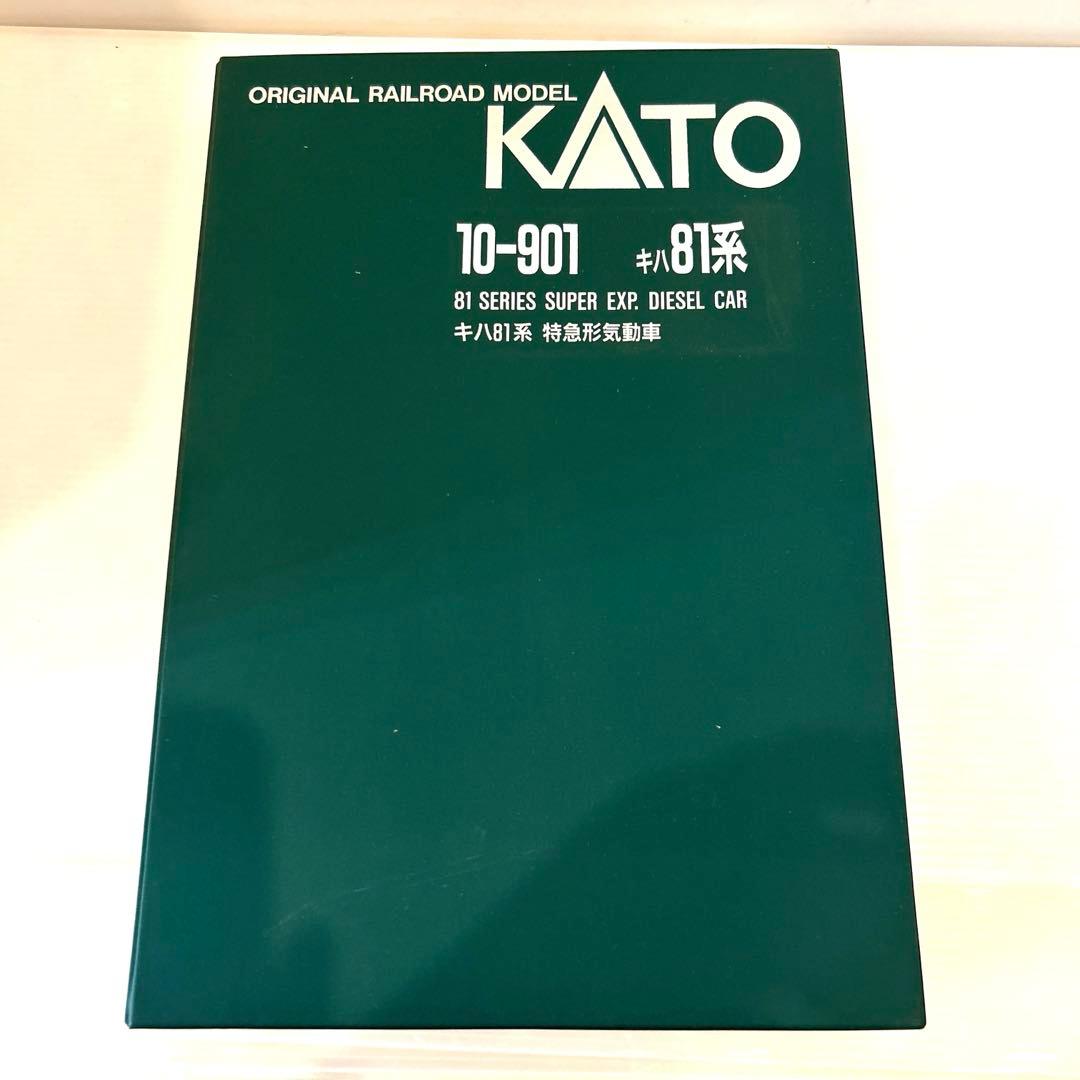 ORIGINAL RAILROAD MODEL
KATO
10-901 キハ81系
81 SERIES SUPER EXP. DIESEL CAR
キハ81系 特急形気動車